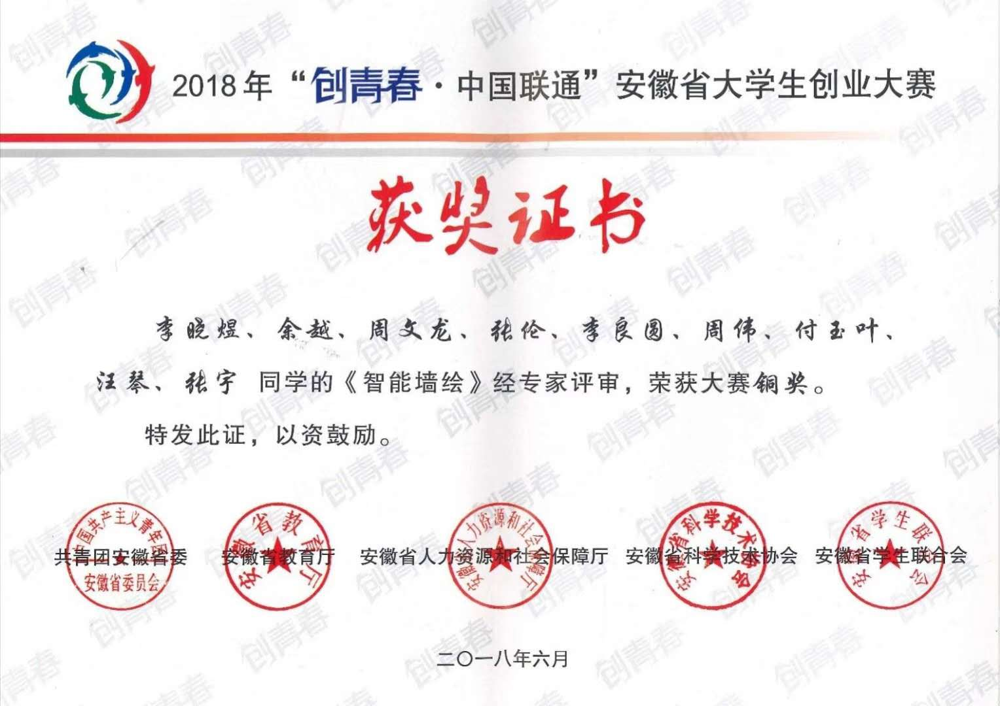 2018年“创青春·中国联通”安徽省大学生创业大赛
获奖证书
李晓煜、余越、周文龙、张伦、李良圆、周伟、付玉叶、
汪琴、张宇 同学的《智能墙绘》经专家评审，荣获大赛铜奖。
特发此证，以资鼓励。
共青团安徽省委 安徽省教育厅 安徽省人力资源和社会保障厅 安徽省科学技术协会 安徽省学生联合会
中国共产主义青年团
安徽省委员会
安徽省教育厅
安徽省人力资源和社会保障厅
安徽省科学技术协会
安徽省学生联合会
二〇一八年六月
创青春